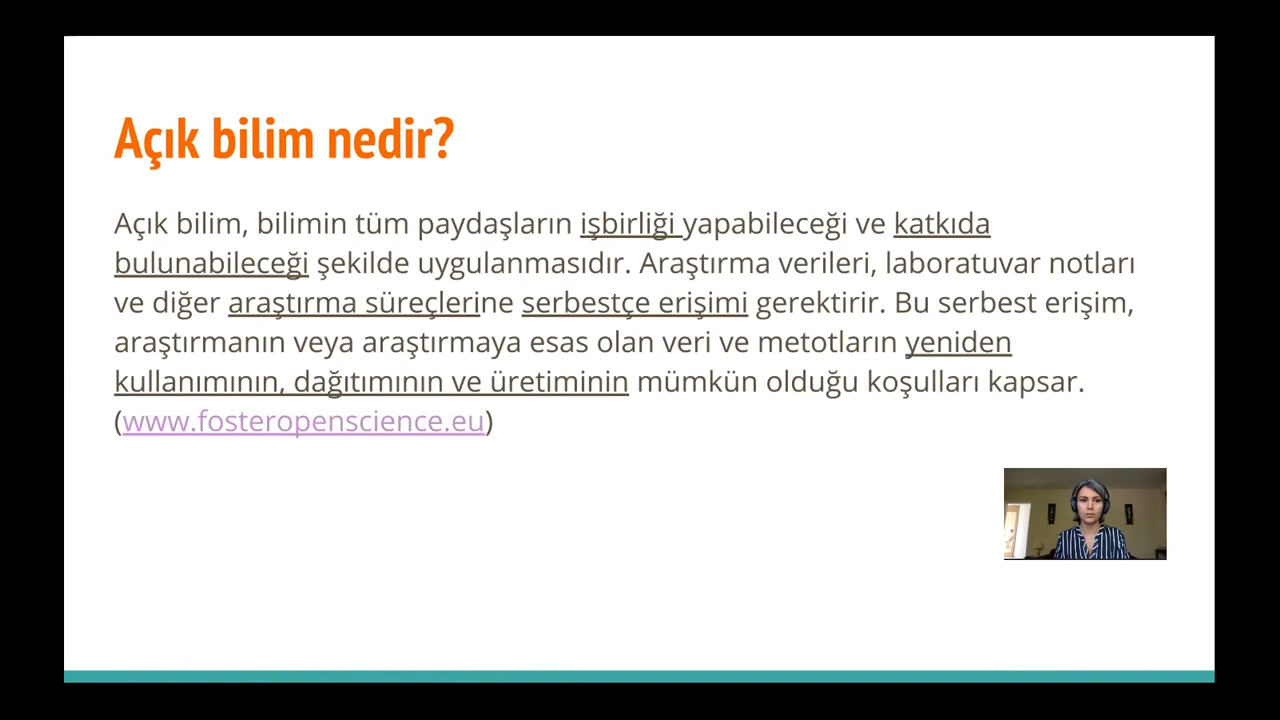 Açık bilim nedir?
Açık bilim, bilimin tüm paydaşların işbirliği yapabileceği ve katkıda
bulunabileceği şekilde uygulanmasıdır. Araştırma verileri, laboratuvar notları
ve diğer araştırma süreçlerine serbestçe erişimi gerektirir. Bu serbest erişim,
araştırmanın veya araştırmaya esas olan veri ve metotların yeniden
kullanımının, dağıtımının ve üretiminin mümkün olduğu koşulları kapsar.
(www.fosteropenscience.eu)